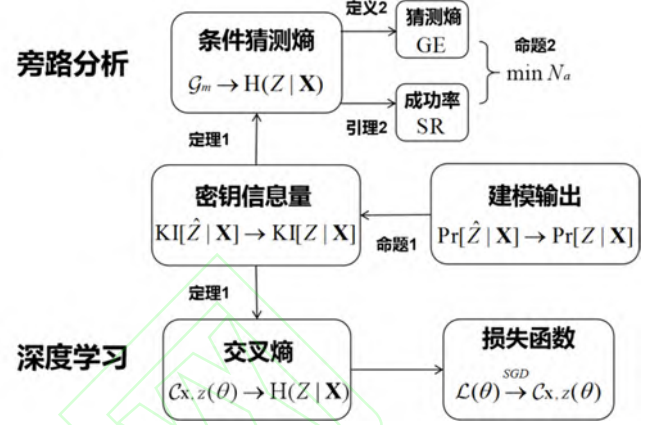 定义2
猜测熵
GE
条件猜测熵
𝒢ₘ → H(Z | X)
命题2
min Nₐ
旁路分析
成功率
SR
引理2
定理1
密钥信息量
KI[Ẑ | X] → KI[Z | X]
命题1
建模输出
Pr[Ẑ | X] → Pr[Z | X]
定理1
深度学习
交叉熵
𝒞x, z(θ) → H(Z | X)
损失函数
SGD
ℒ(θ) → 𝒞x, z(θ)